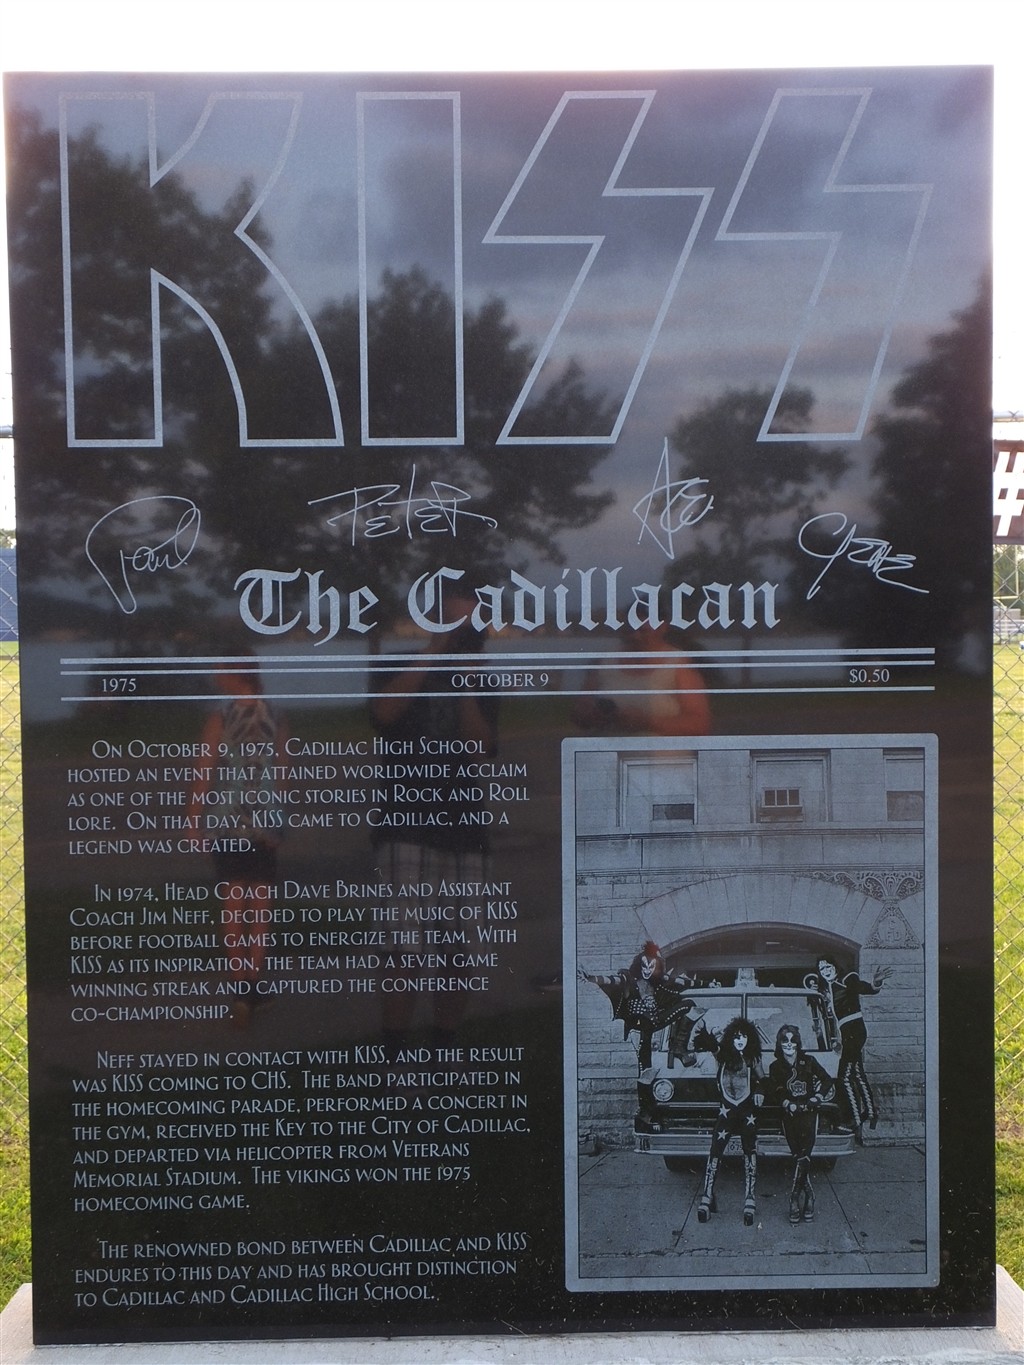 KISS
Paul Peter Ace Gene
The Cadillacan
1975 OCTOBER 9 $0.50
On October 9, 1975, Cadillac High School
hosted an event that attained worldwide acclaim
as one of the most iconic stories in Rock and Roll
lore. On that day, KISS came to Cadillac, and a
legend was created.
In 1974, Head Coach Dave Brines and Assistant
Coach Jim Neff, decided to play the music of KISS
before football games to energize the team. With
KISS as its inspiration, the team had a seven game
winning streak and captured the conference
co-championship.
Neff stayed in contact with KISS, and the result
was KISS coming to CHS. The band participated in
the homecoming parade, performed a concert in
the gym, received the Key to the City of Cadillac,
and departed via helicopter from Veterans
Memorial Stadium. The vikings won the 1975
homecoming game.
The renowned bond between Cadillac and KISS
endures to this day and has brought distinction
to Cadillac and Cadillac High School.
#